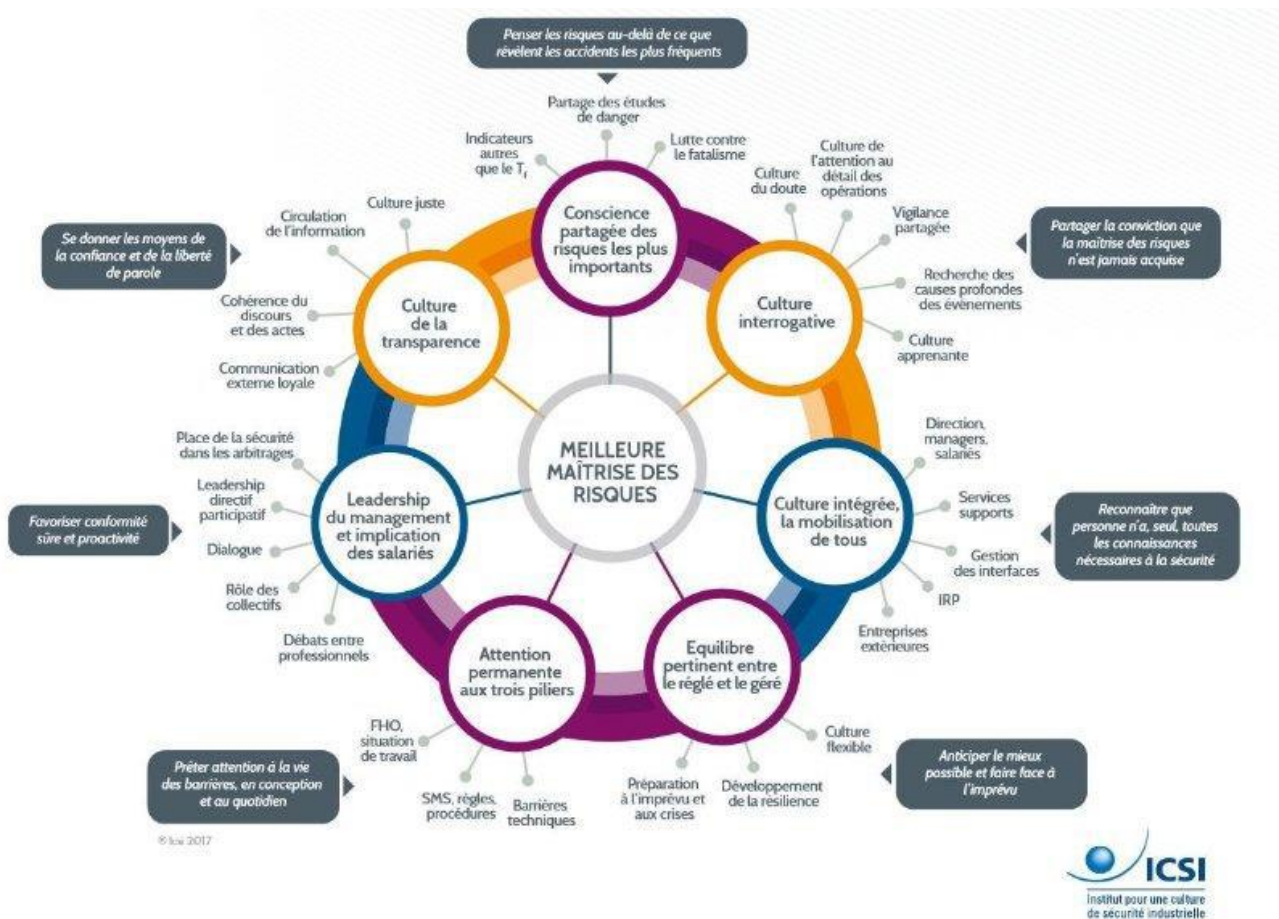 Penser les risques au-delà de ce que
révèlent les accidents les plus fréquents
Partage des études
de danger
Indicateurs
autres
que le Tf
Lutte contre
le fatalisme
Conscience
partagée des
risques les plus
importants
Culture
du doute
Culture de
l'attention au
détail des
opérations
Vigilance
partagée
Recherche des
causes profondes
des évènements
Culture
apprenante
Culture
interrogative
Partager la conviction que
la maîtrise des risques
n'est jamais acquise
Culture juste
Circulation
de l'information
Cohérence du
discours
et des actes
Communication
externe loyale
Culture
de la
transparence
Se donner les moyens de
la confiance et de la liberté
de parole
MEILLEURE
MAÎTRISE DES
RISQUES
Place de la sécurité
dans les arbitrages
Leadership
directif
participatif
Dialogue
Rôle des
collectifs
Débats entre
professionnels
Leadership
du management
et implication
des salariés
Favoriser conformité
sûre et proactivité
Direction,
managers,
salariés
Services
supports
Gestion
des interfaces
IRP
Entreprises
extérieures
Culture intégrée,
la mobilisation
de tous
Reconnaître que
personne n'a, seul, toutes
les connaissances
nécessaires à la sécurité
Attention
permanente
aux trois piliers
FHO,
situation
de travail
SMS, règles,
procédures
Barrières
techniques
Prêter attention à la vie
des barrières, en conception
et au quotidien
Equilibre
pertinent entre
le réglé et le géré
Culture
flexible
Développement
de la résilience
Préparation
à l'imprévu et
aux crises
Anticiper le mieux
possible et faire face à
l'imprévu
© Icsi 2017
ICSI
Institut pour une culture
de sécurité industrielle